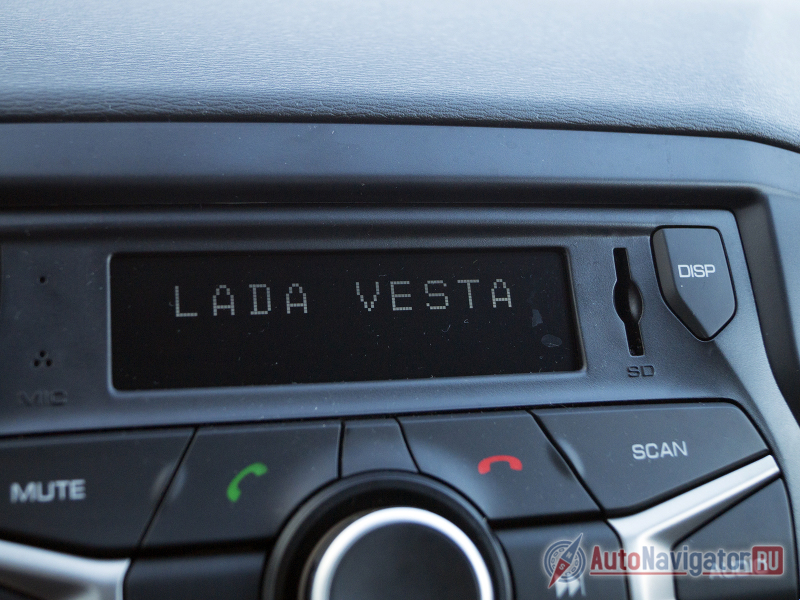 LADA VESTA
DISP
SD
MIC
MUTE
SCAN
AutoNavigator.RU